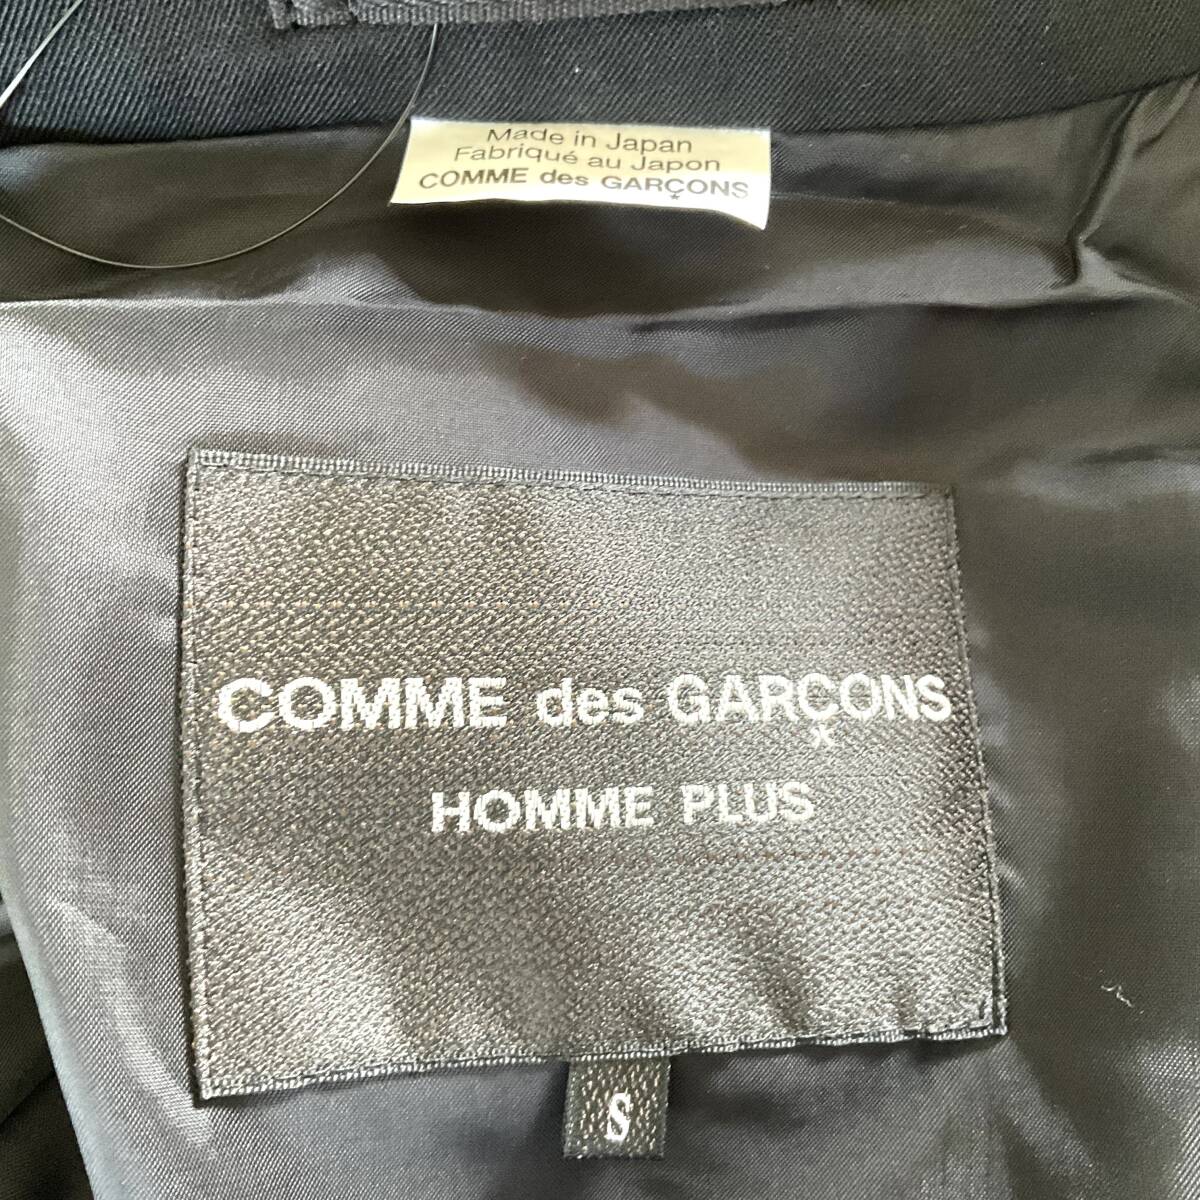 Made in Japan
Fabriqué au Japon
COMME des GARÇONS
COMME des GARÇONS
HOMME PLUS
S